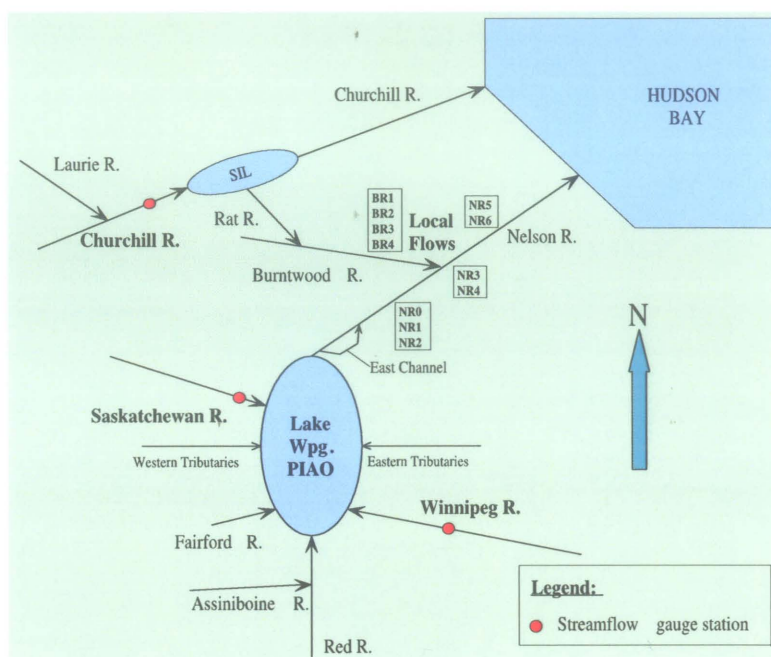 Churchill R.
HUDSON
BAY
Laurie R.
SIL
Churchill R.
Rat R.
Burntwood R.
BR1
BR2
BR3
BR4
Local
Flows
NR5
NR6
Nelson R.
NR3
NR4
NR0
NR1
NR2
East Channel
N
Saskatchewan R.
Lake
Wpg.
PIAO
Western Tributaries
Eastern Tributaries
Winnipeg R.
Fairford R.
Assiniboine R.
Red R.
Legend:
Streamflow gauge station